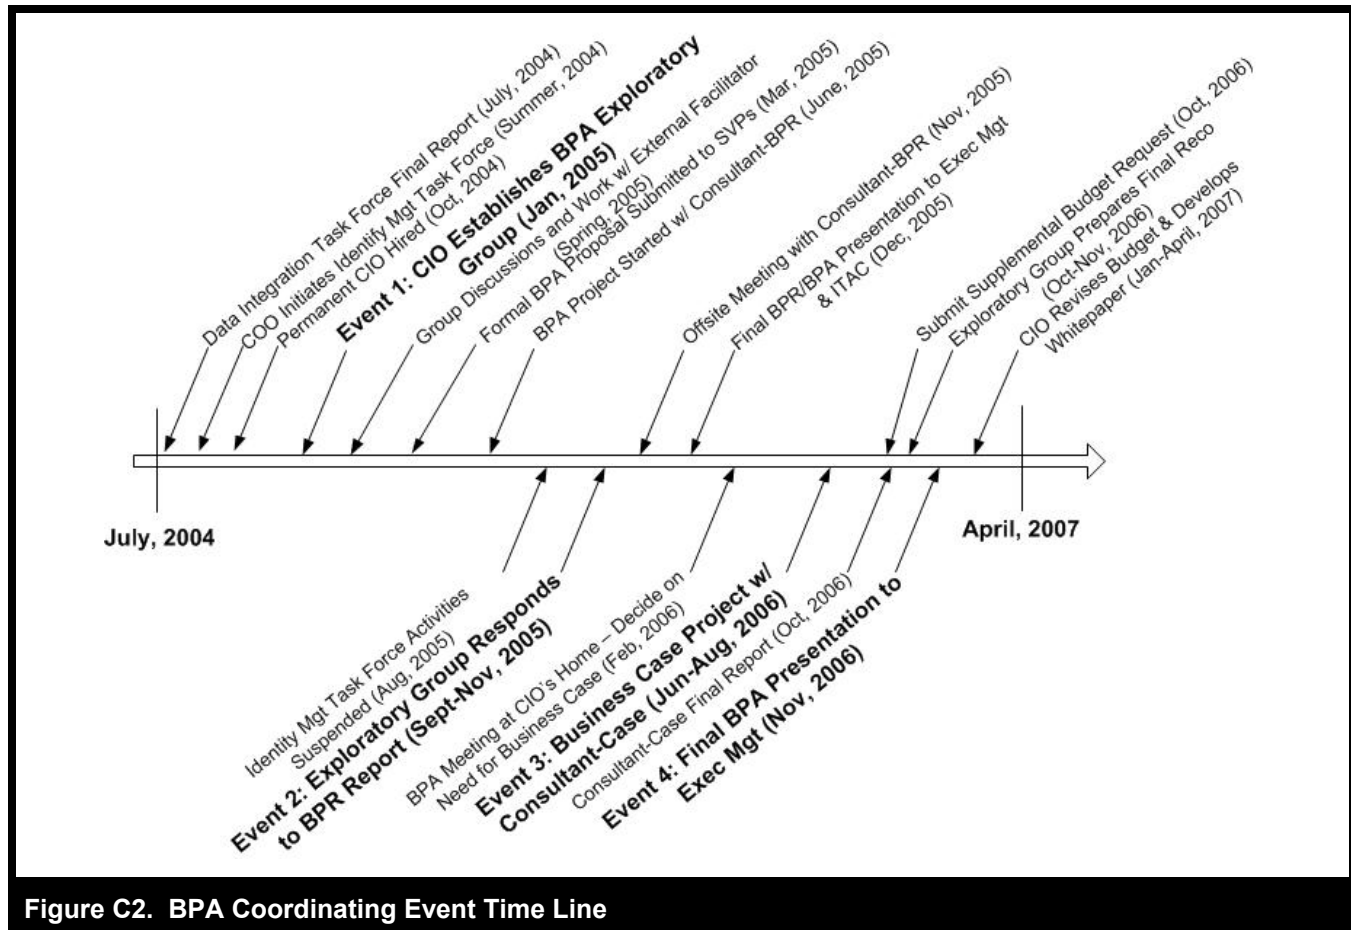 Data Integration Task Force Final Report (July, 2004)
COO Initiates Identify Mgt Task Force (Summer, 2004)
Permanent CIO Hired (Oct, 2004)
Event 1: CIO Establishes BPA Exploratory
Group (Jan, 2005)
Group Discussions and Work w/ External Facilitator
(Spring, 2005)
Formal BPA Proposal Submitted to SVPs (Mar, 2005)
BPA Project Started w/ Consultant-BPR (June, 2005)
Offsite Meeting with Consultant-BPR (Nov, 2005)
Final BPR/BPA Presentation to Exec Mgt
& ITAC (Dec, 2005)
Submit Supplemental Budget Request (Oct, 2006)
Exploratory Group Prepares Final Reco
(Oct-Nov, 2006)
CIO Revises Budget & Develops
Whitepaper (Jan-April, 2007)
July, 2004
April, 2007
Identity Mgt Task Force Activities
Suspended (Aug, 2005)
Event 2: Exploratory Group Responds
to BPR Report (Sept-Nov, 2005)
BPA Meeting at CIO's Home – Decide on
Need for Business Case (Feb, 2006)
Event 3: Business Case Project w/
Consultant-Case (Jun-Aug, 2006)
Consultant-Case Final Report (Oct, 2006)
Event 4: Final BPA Presentation to
Exec Mgt (Nov, 2006)
Figure C2. BPA Coordinating Event Time Line